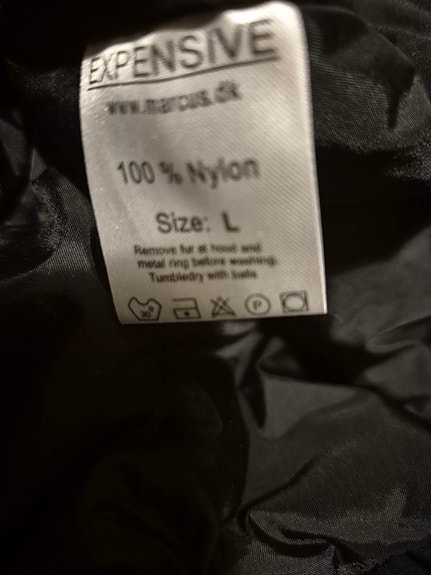 EXPENSIVE
www.marcus.dk
100 % Nylon
Size: L
Remove fur at hood and
metal ring before washing.
Tumbledry with balls
30°
P